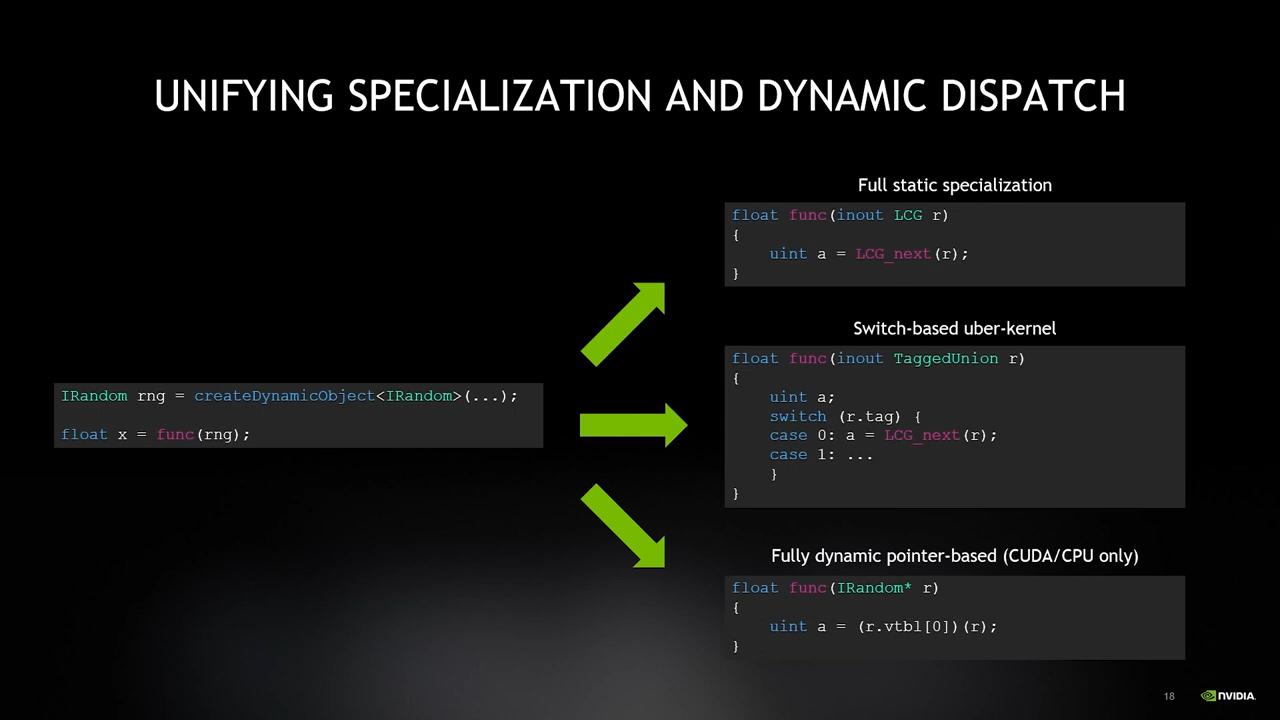 UNIFYING SPECIALIZATION AND DYNAMIC DISPATCH
IRandom rng = createDynamicObject<IRandom>(...);
float x = func(rng);
Full static specialization
float func(inout LCG r)
{
    uint a = LCG_next(r);
}
Switch-based uber-kernel
float func(inout TaggedUnion r)
{
    uint a;
    switch (r.tag) {
    case 0: a = LCG_next(r);
    case 1: ...
    }
}
Fully dynamic pointer-based (CUDA/CPU only)
float func(IRandom* r)
{
    uint a = (r.vtbl[0])(r);
}
18
NVIDIA.